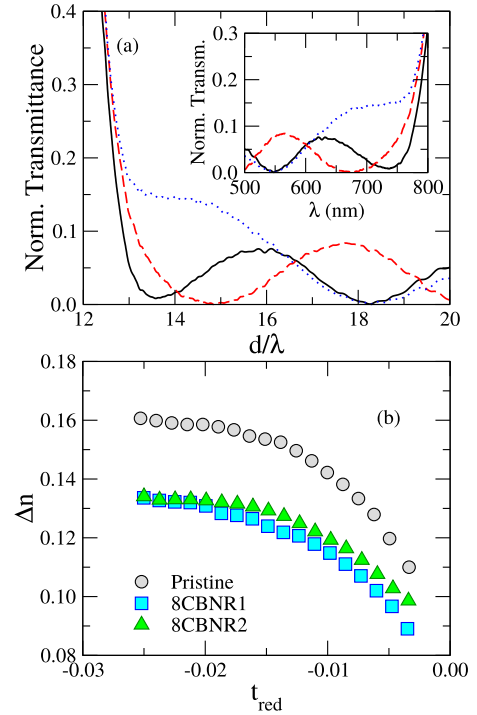 0.4
0.3
0.2
0.1
0.0
Norm. Transmittance
(a)
0.3
0.2
0.1
0.0
Norm. Transm.
500 600 700 800
λ (nm)
12 14 16 18 20
d/λ
0.18
0.16
0.14
0.12
0.10
0.08
Δn
(b)
Pristine
8CBNR1
8CBNR2
-0.03 -0.02 -0.01 0.00
t_red